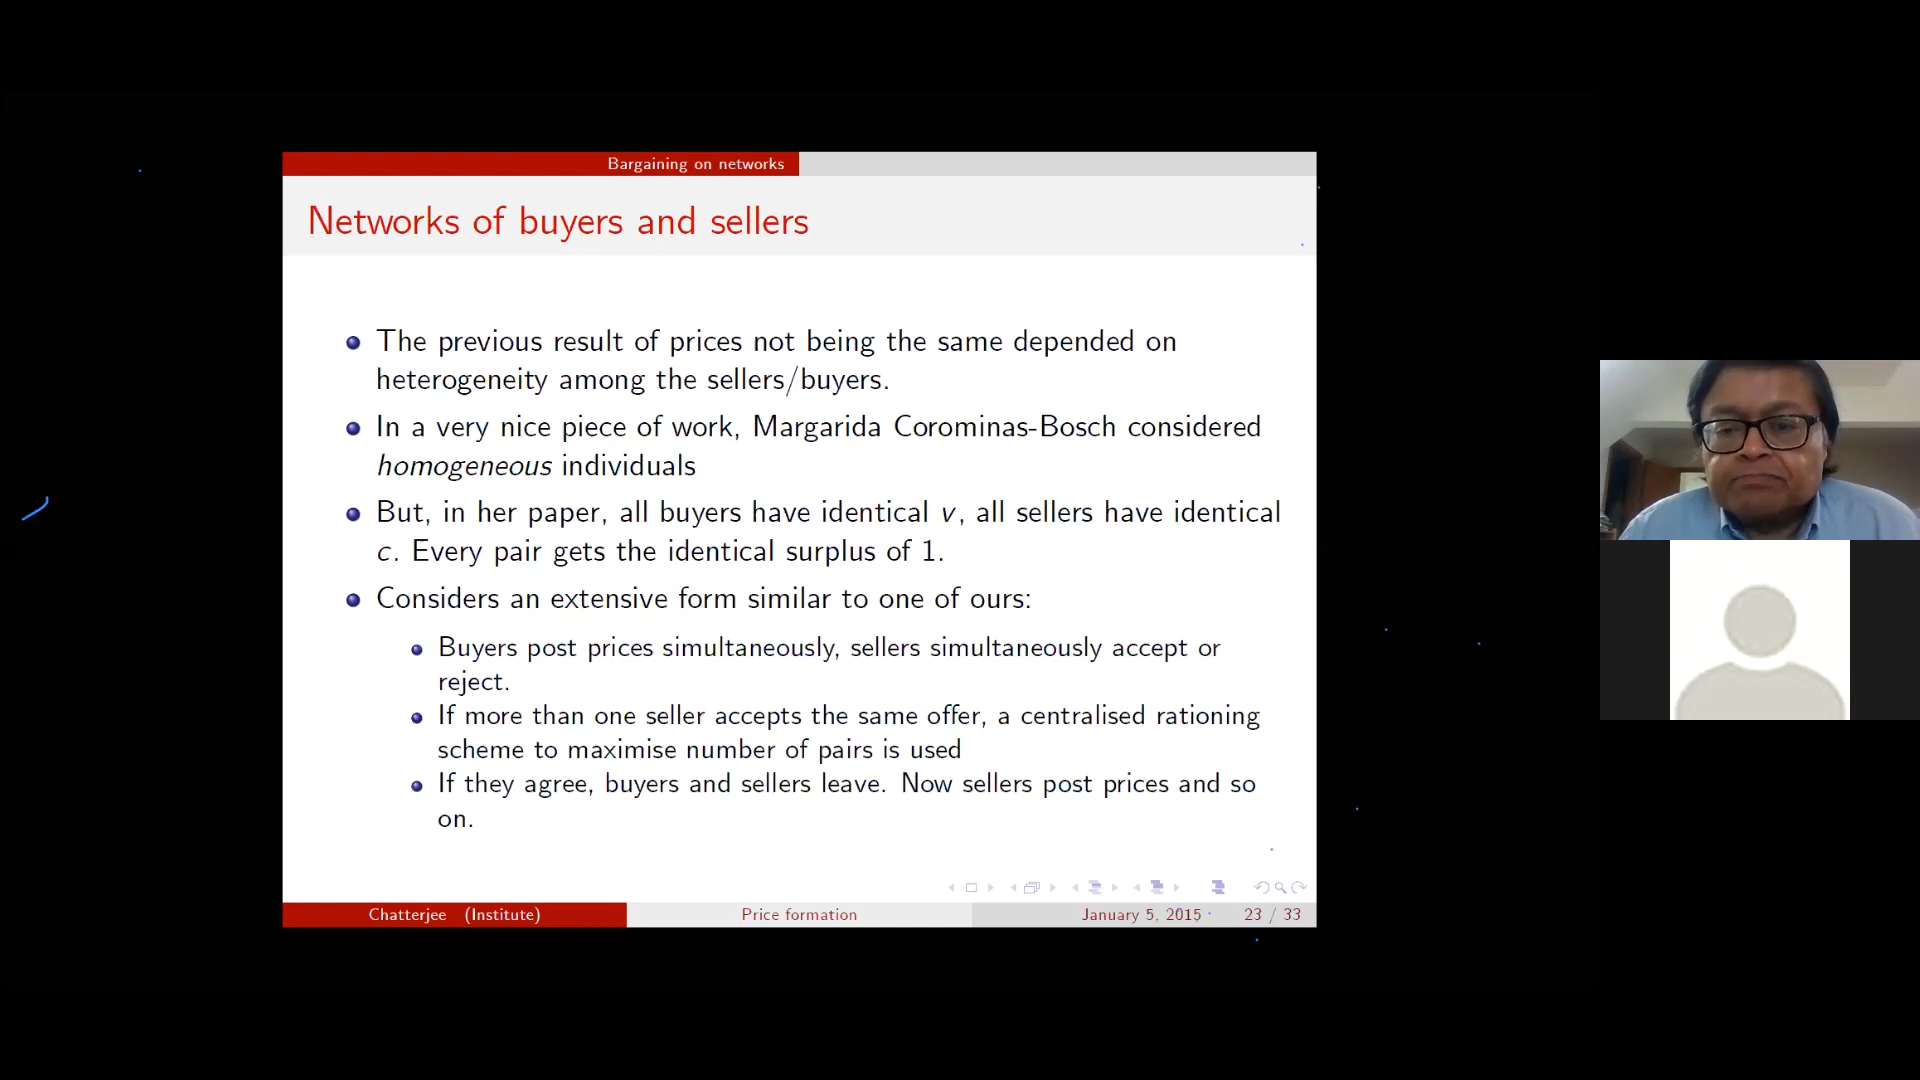 Bargaining on networks
Networks of buyers and sellers
The previous result of prices not being the same depended on
heterogeneity among the sellers/buyers.
In a very nice piece of work, Margarida Corominas-Bosch considered
homogeneous individuals
But, in her paper, all buyers have identical v, all sellers have identical
c. Every pair gets the identical surplus of 1.
Considers an extensive form similar to one of ours:
Buyers post prices simultaneously, sellers simultaneously accept or
reject.
If more than one seller accepts the same offer, a centralised rationing
scheme to maximise number of pairs is used
If they agree, buyers and sellers leave. Now sellers post prices and so
on.
Chatterjee (Institute)
Price formation
January 5, 2015
23 / 33